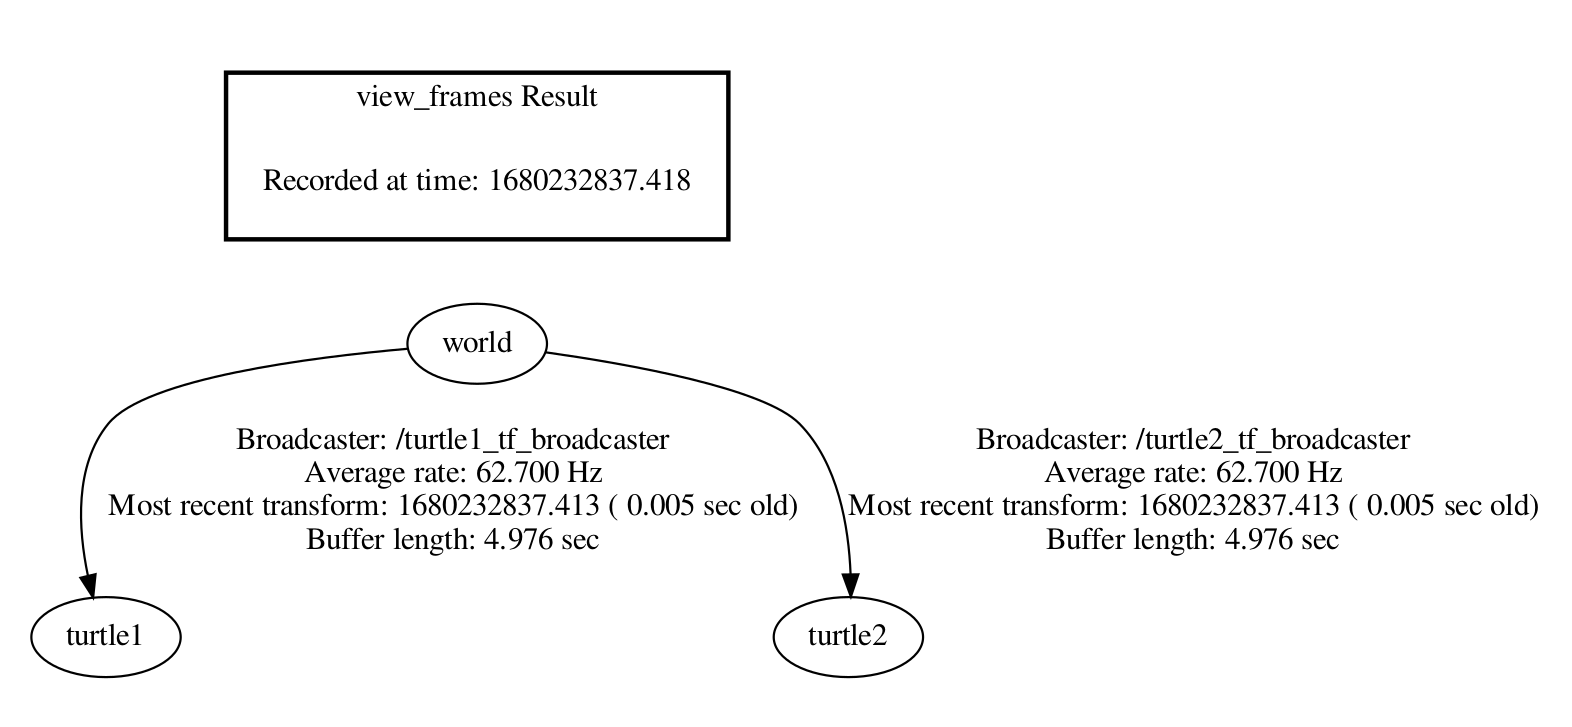 view_frames Result
Recorded at time: 1680232837.418
world
Broadcaster: /turtle1_tf_broadcaster
Average rate: 62.700 Hz
Most recent transform: 1680232837.413 ( 0.005 sec old)
Buffer length: 4.976 sec
Broadcaster: /turtle2_tf_broadcaster
Average rate: 62.700 Hz
Most recent transform: 1680232837.413 ( 0.005 sec old)
Buffer length: 4.976 sec
turtle1
turtle2